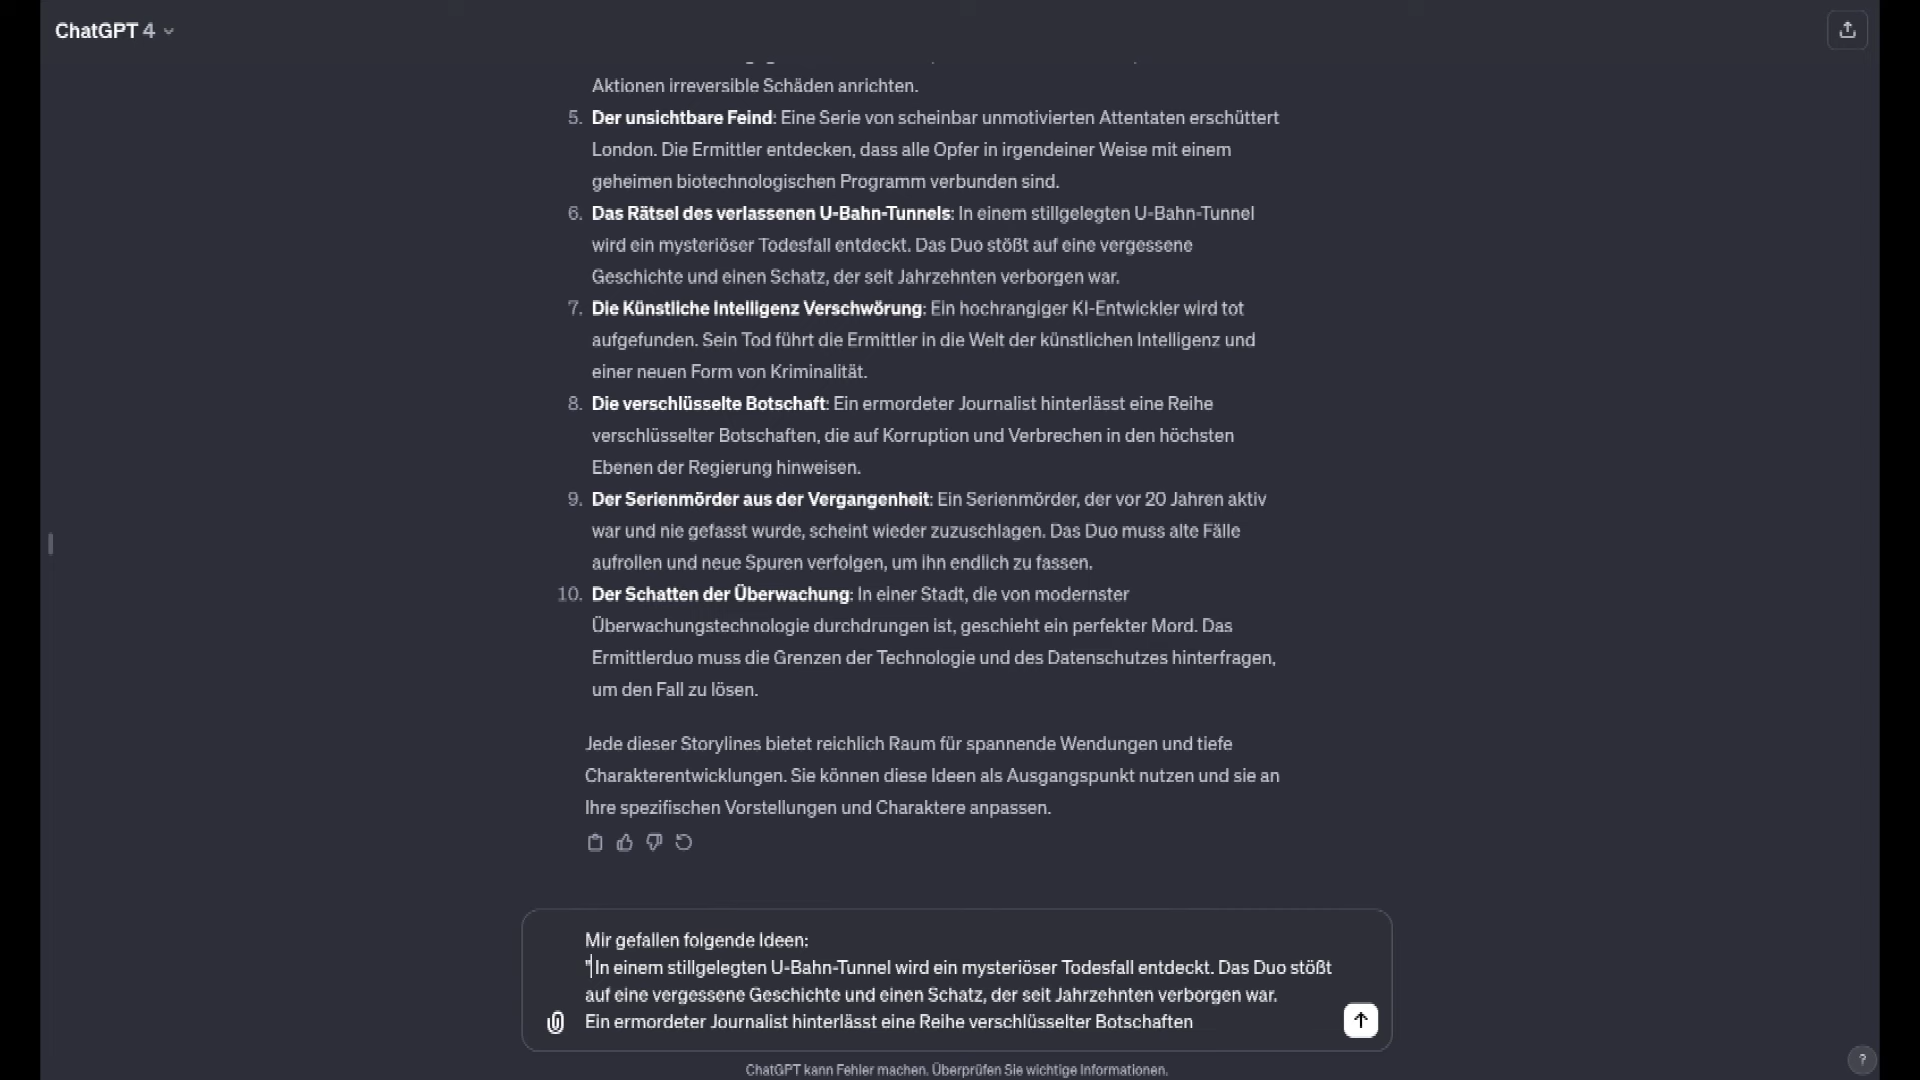 ChatGPT 4
Aktionen irreversible Schäden anrichten.
5. Der unsichtbare Feind: Eine Serie von scheinbar unmotivierten Attentaten erschüttert
London. Die Ermittler entdecken, dass alle Opfer in irgendeiner Weise mit einem
geheimen biotechnologischen Programm verbunden sind.
6. Das Rätsel des verlassenen U-Bahn-Tunnels: In einem stillgelegten U-Bahn-Tunnel
wird ein mysteriöser Todesfall entdeckt. Das Duo stößt auf eine vergessene
Geschichte und einen Schatz, der seit Jahrzehnten verborgen war.
7. Die Künstliche Intelligenz Verschwörung: Ein hochrangiger KI-Entwickler wird tot
aufgefunden. Sein Tod führt die Ermittler in die Welt der künstlichen Intelligenz und
einer neuen Form von Kriminalität.
8. Die verschlüsselte Botschaft: Ein ermordeter Journalist hinterlässt eine Reihe
verschlüsselter Botschaften, die auf Korruption und Verbrechen in den höchsten
Ebenen der Regierung hinweisen.
9. Der Serienmörder aus der Vergangenheit: Ein Serienmörder, der vor 20 Jahren aktiv
war und nie gefasst wurde, scheint wieder zuzuschlagen. Das Duo muss alte Fälle
aufrollen und neue Spuren verfolgen, um ihn endlich zu fassen.
10. Der Schatten der Überwachung: In einer Stadt, die von modernster
Überwachungstechnologie durchdrungen ist, geschieht ein perfekter Mord. Das
Ermittlerduo muss die Grenzen der Technologie und des Datenschutzes hinterfragen,
um den Fall zu lösen.
Jede dieser Storylines bietet reichlich Raum für spannende Wendungen und tiefe
Charakterentwicklungen. Sie können diese Ideen als Ausgangspunkt nutzen und sie an
Ihre spezifischen Vorstellungen und Charaktere anpassen.
Mir gefallen folgende Ideen:
" In einem stillgelegten U-Bahn-Tunnel wird ein mysteriöser Todesfall entdeckt. Das Duo stößt
auf eine vergessene Geschichte und einen Schatz, der seit Jahrzehnten verborgen war.
Ein ermordeter Journalist hinterlässt eine Reihe verschlüsselter Botschaften
ChatGPT kann Fehler machen. Überprüfen Sie wichtige Informationen.
?